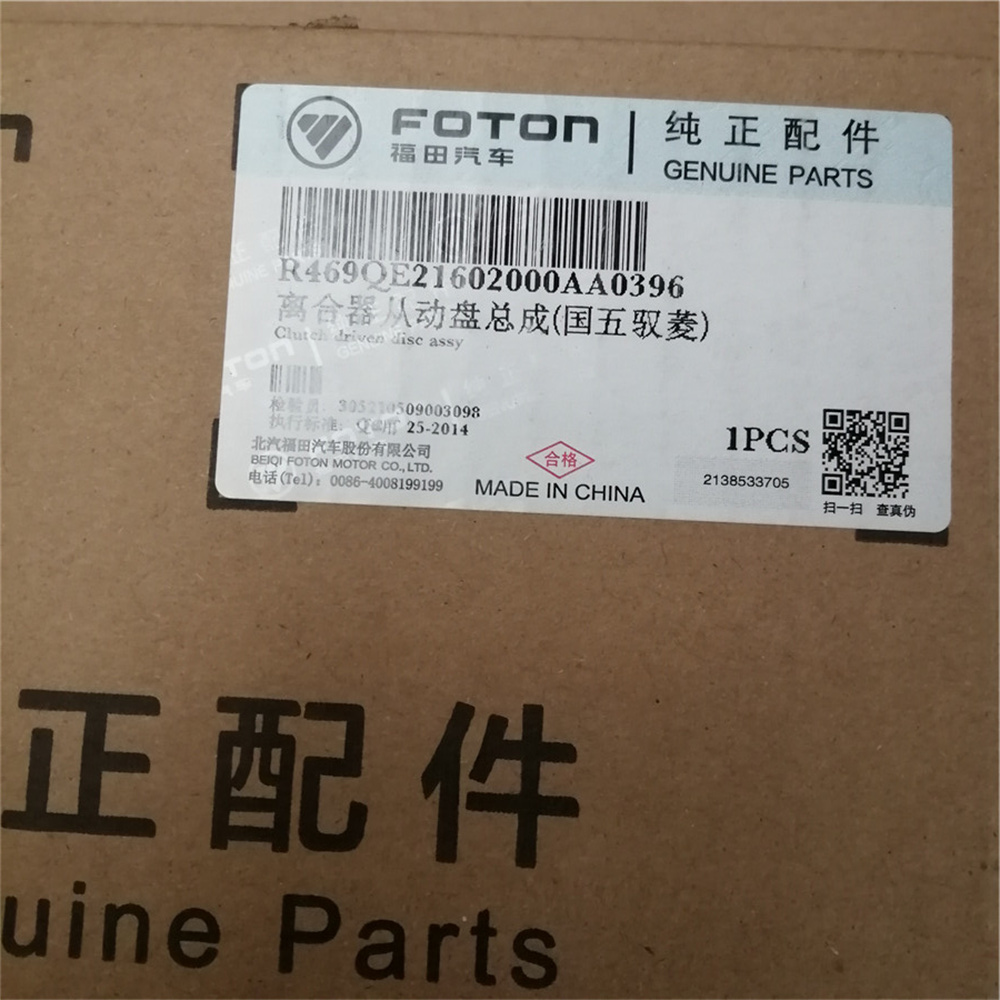 FOTON
福田汽车
纯正配件
GENUINE PARTS
R469QE21602000AA0396
离合器从动盘总成(国五驭菱)
Clutch driven disc assy
检验员: 305210509003098
执行标准: 25-2014
北汽福田汽车股份有限公司
BEIQI FOTON MOTOR CO.,LTD.
电话(Tel): 0086-4008199199
合格
MADE IN CHINA
1PCS
2138533705
扫一扫 查真伪
正配件
uine Parts